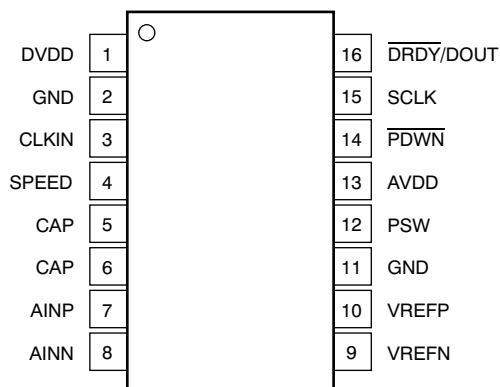 DVDD 1 16 DRDY/DOUT
GND 2 15 SCLK
CLKIN 3 14 PDWN
SPEED 4 13 AVDD
CAP 5 12 PSW
CAP 6 11 GND
AINP 7 10 VREFP
AINN 8 9 VREFN